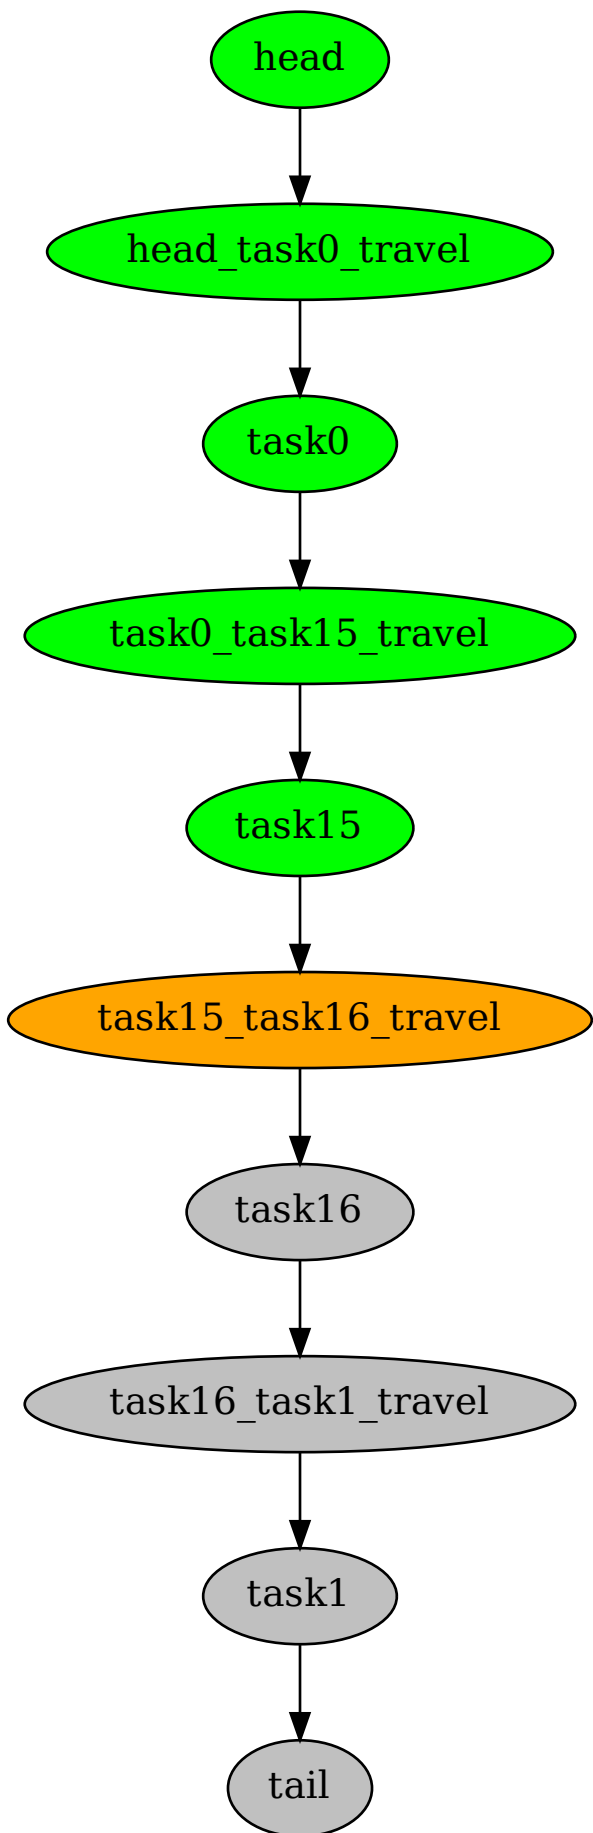 head
head_task0_travel
task0
task0_task15_travel
task15
task15_task16_travel
task16
task16_task1_travel
task1
tail